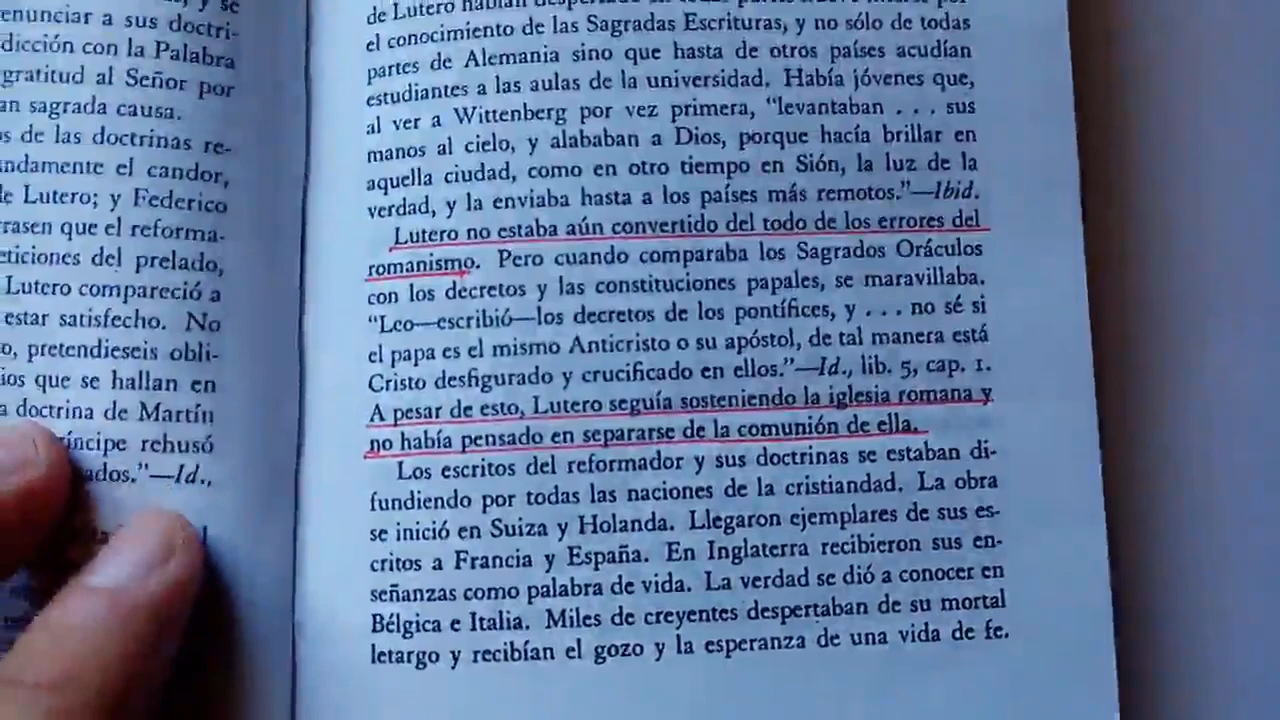 y se
enunciar a sus doctri-
dicción con la Palabra
gratitud al Señor por
an sagrada causa.
s de las doctrinas re-
ndamente el candor,
de Lutero; y Federico
rasen que el reforma-
eticiones del prelado,
Lutero compareció a
estar satisfecho. No
o, pretendieseis obli-
ios que se hallan en
a doctrina de Martín
ríncipe rehusó
ados."—Id.,
de Lutero habían
el conocimiento de las Sagradas Escrituras, y no sólo de todas
partes de Alemania sino que hasta de otros países acudían
estudiantes a las aulas de la universidad. Había jóvenes que,
al ver a Wittenberg por vez primera, "levantaban . . . sus
manos al cielo, y alababan a Dios, porque hacía brillar en
aquella ciudad, como en otro tiempo en Sión, la luz de la
verdad, y la enviaba hasta a los países más remotos."—Ibid.
Lutero no estaba aún convertido del todo de los errores del
romanismo. Pero cuando comparaba los Sagrados Oráculos
con los decretos y las constituciones papales, se maravillaba.
"Leo—escribió—los decretos de los pontífices, y . . . no sé si
el papa es el mismo Anticristo o su apóstol, de tal manera está
Cristo desfigurado y crucificado en ellos."—Id., lib. 5, cap. 1.
A pesar de esto, Lutero seguía sosteniendo la iglesia romana y
no había pensado en separarse de la comunión de ella.
Los escritos del reformador y sus doctrinas se estaban di-
fundiendo por todas las naciones de la cristiandad. La obra
se inició en Suiza y Holanda. Llegaron ejemplares de sus es-
critos a Francia y España. En Inglaterra recibieron sus en-
señanzas como palabra de vida. La verdad se dió a conocer en
Bélgica e Italia. Miles de creyentes despertaban de su mortal
letargo y recibían el gozo y la esperanza de una vida de fe.